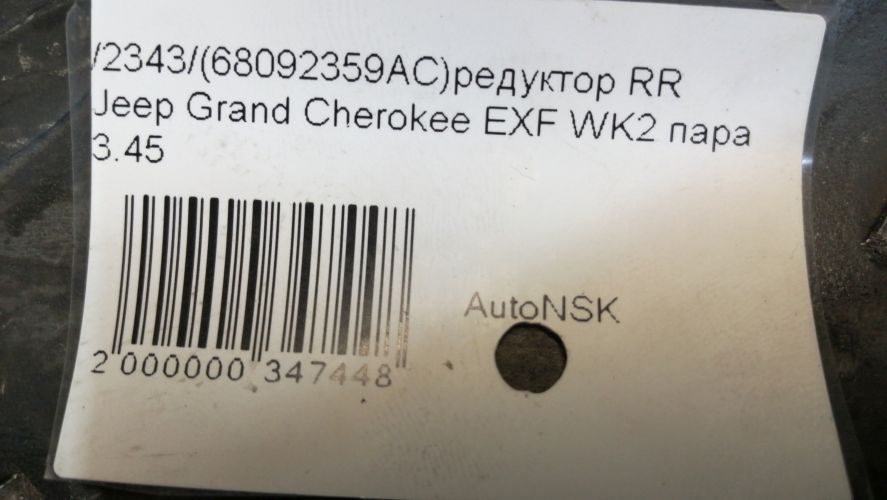 /2343/(68092359AC)редуктор RR
Jeep Grand Cherokee EXF WK2 пара
3.45
AutoNSK
2 000000 347448